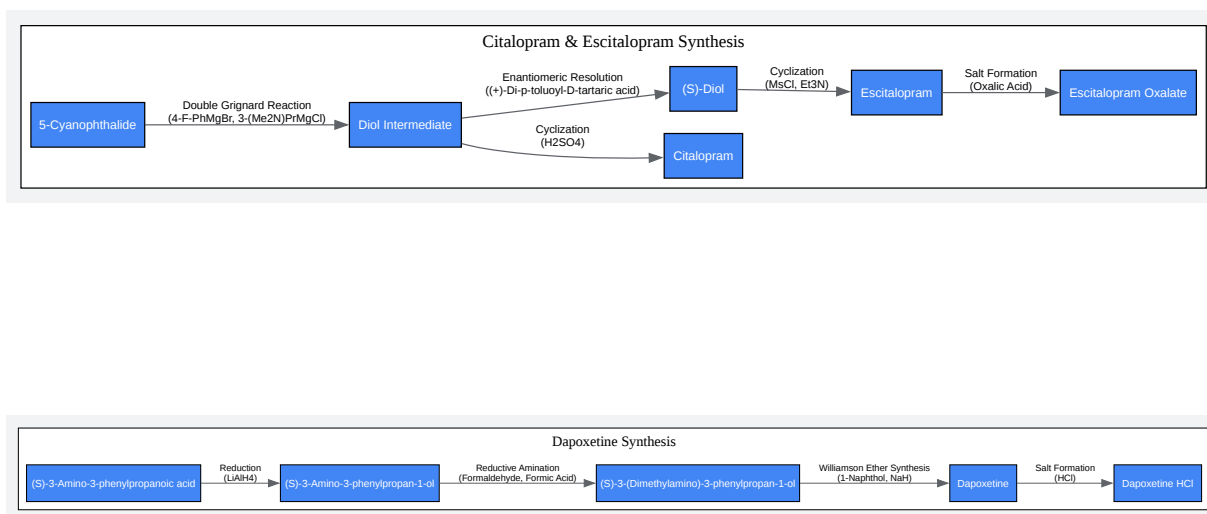 Citalopram & Escitalopram Synthesis
5-Cyanophthalide
Double Grignard Reaction
(4-F-PhMgBr, 3-(Me2N)PrMgCl)
Diol Intermediate
Enantiomeric Resolution
((+)-Di-p-toluoyl-D-tartaric acid)
(S)-Diol
Cyclization
(MsCl, Et3N)
Escitalopram
Salt Formation
(Oxalic Acid)
Escitalopram Oxalate
Cyclization
(H2SO4)
Citalopram
Dapoxetine Synthesis
(S)-3-Amino-3-phenylpropanoic acid
Reduction
(LiAlH4)
(S)-3-Amino-3-phenylpropan-1-ol
Reductive Amination
(Formaldehyde, Formic Acid)
(S)-3-(Dimethylamino)-3-phenylpropan-1-ol
Williamson Ether Synthesis
(1-Naphthol, NaH)
Dapoxetine
Salt Formation
(HCl)
Dapoxetine HCl